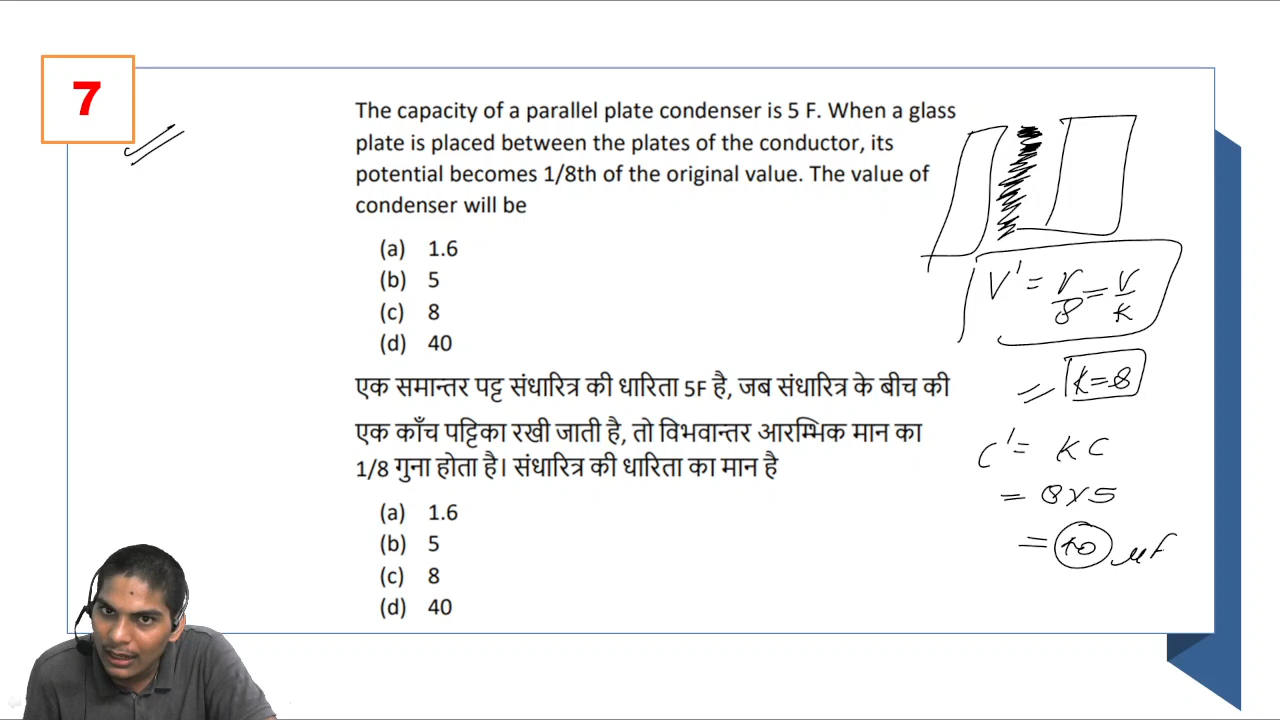 7
The capacity of a parallel plate condenser is 5 F. When a glass
plate is placed between the plates of the conductor, its
potential becomes 1/8th of the original value. The value of
condenser will be
(a) 1.6
(b) 5
(c) 8
(d) 40
एक समान्तर पट्ट संधारित्र की धारिता 5F है, जब संधारित्र के बीच की
एक काँच पट्टिका रखी जाती है, तो विभवान्तर आरम्भिक मान का
1/8 गुना होता है। संधारित्र की धारिता का मान है
(a) 1.6
(b) 5
(c) 8
(d) 40
V' = V/8 = V/K
K=8
C' = KC
= 8×5
= 40 μF